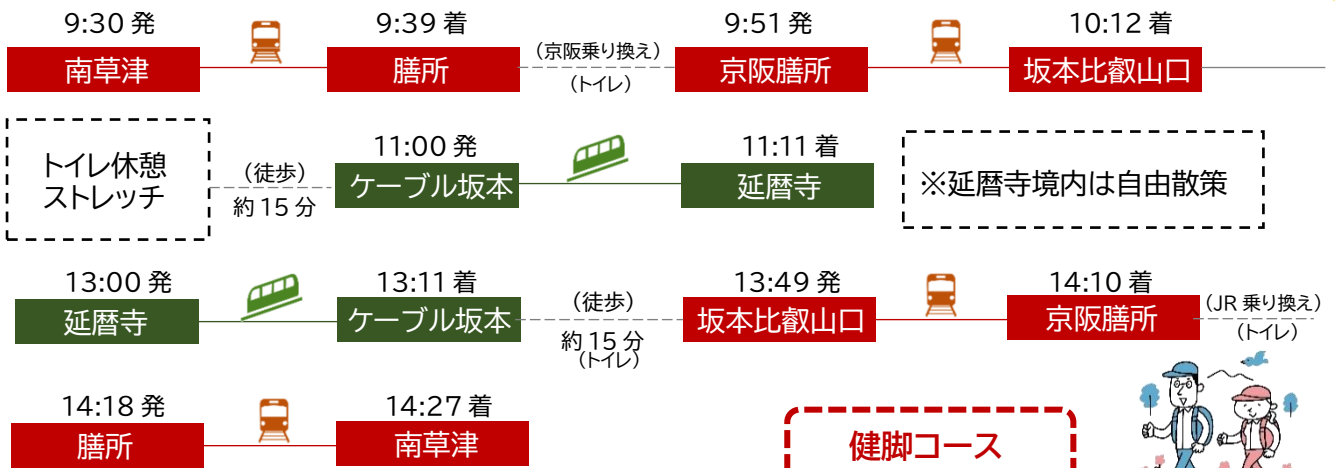 9:30 発 9:39 着 9:51 発 10:12 着
南草津 膳所 (京阪乗り換え) 京阪膳所 坂本比叡山口
(トイレ)
トイレ休憩
ストレッチ
(徒歩)
約 15 分
11:00 発 11:11 着
ケーブル坂本 延暦寺
※延暦寺境内は自由散策
13:00 発 13:11 着 13:49 発 14:10 着
延暦寺 ケーブル坂本 (徒歩) 坂本比叡山口 京阪膳所 (JR 乗り換え)
約 15 分
(トイレ)
(トイレ)
14:18 発 14:27 着
膳所 南草津
健脚コース